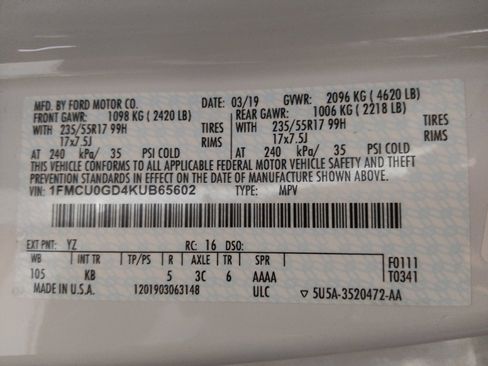 MFD. BY FORD MOTOR CO. DATE: 03/19 GVWR: 2096 KG ( 4620 LB)
FRONT GAWR: 1098 KG ( 2420 LB) REAR GAWR: 1006 KG ( 2218 LB)
WITH 235/55R17 99H TIRES WITH 235/55R17 99H TIRES
17x7.5J RIMS 17x7.5J RIMS
AT 240 kPa/ 35 PSI COLD AT 240 kPa/ 35 PSI COLD
THIS VEHICLE CONFORMS TO ALL APPLICABLE FEDERAL MOTOR VEHICLE SAFETY AND THEFT
PREVENTION STANDARDS IN EFFECT ON THE DATE OF MANUFACTURE SHOWN ABOVE.
VIN: 1FMCU0GD4KUB65602 TYPE: MPV
EXT PNT: YZ RC: 16 DSO:
WB INT TR TP/PS R AXLE TR SPR F0111
105 KB 5 3C 6 AAAA T0341
MADE IN U.S.A. 1201903063148 ULC ▽ 5U5A-3520472-AA